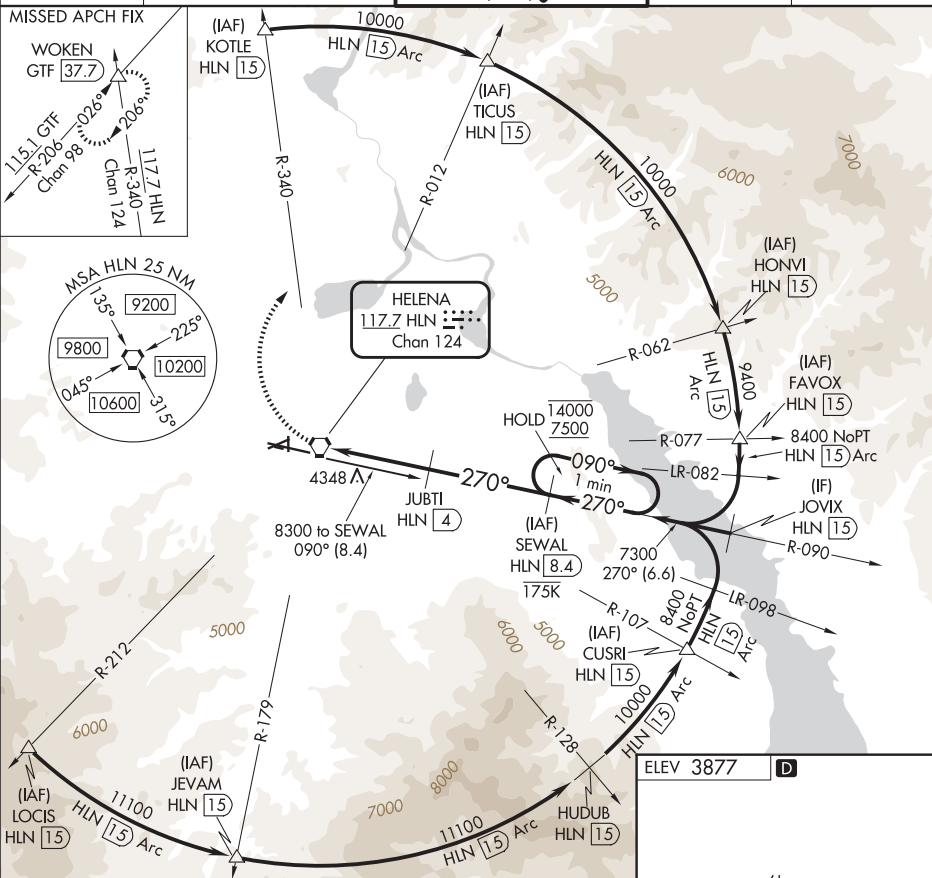 MISSED APCH FIX
WOKEN
GTF 37.7
115.1 GTF
R-206
Chan 98
026°
206°
117.7 HLN
R-340
Chan 124
(IAF)
KOTLE
HLN 15
10000
HLN 15 Arc
(IAF)
TICUS
HLN 15
R-340
R-012
10000
HLN 15 Arc
6000
7000
5000
MSA HLN 25 NM
135°
9200
225°
9800
10200
045°
10600
315°
HELENA
117.7 HLN
Chan 124
(IAF)
HONVI
HLN 15
R-062
HLN 15
Arc
9400
(IAF)
FAVOX
HLN 15
R-077
8400 NoPT
HLN 15 Arc
HOLD
14000
7500
090°
1 min
270°
LR-082
270°
4348
JUBTI
HLN 4
8300 to SEWAL
090° (8.4)
(IAF)
SEWAL
HLN 8.4
175K
(IF)
JOVIX
HLN 15
R-090
7300
270° (6.6)
LR-098
8400
NoPT
HLN
15
Arc
R-107
(IAF)
CUSRI
HLN 15
6000
5000
5000
R-212
R-179
R-128
10000
HLN 15 Arc
6000
(IAF)
LOCIS
HLN 15
11100
HLN 15 Arc
(IAF)
JEVAM
HLN 15
7000
8000
11100
HLN 15 Arc
HUDUB
HLN 15
ELEV 3877
D